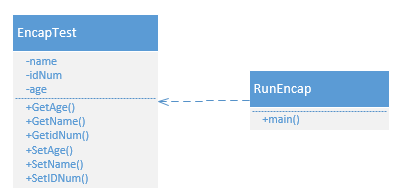 EncapTest
-name
-idNum
-age
+GetAge()
+GetName()
+GetidNum()
+SetAge()
+SetName()
+SetIDNum()
RunEncap
+main()